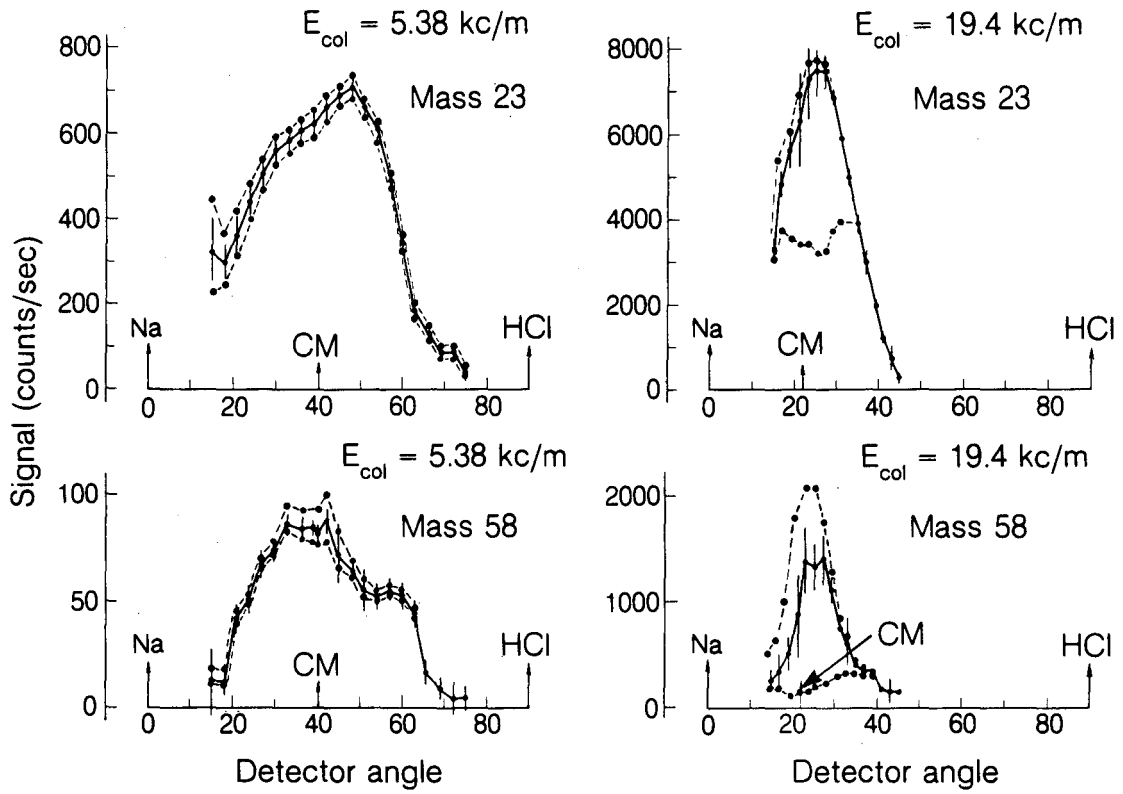 E_col = 5.38 kc/m
Mass 23
800
600
400
200
0
Na
CM
HCl
0 20 40 60 80
E_col = 19.4 kc/m
Mass 23
8000
6000
4000
2000
0
Na
CM
HCl
0 20 40 60 80
Signal (counts/sec)
E_col = 5.38 kc/m
Mass 58
100
50
0
Na
CM
HCl
0 20 40 60 80
Detector angle
E_col = 19.4 kc/m
Mass 58
2000
1000
0
Na
CM
HCl
0 20 40 60 80
Detector angle